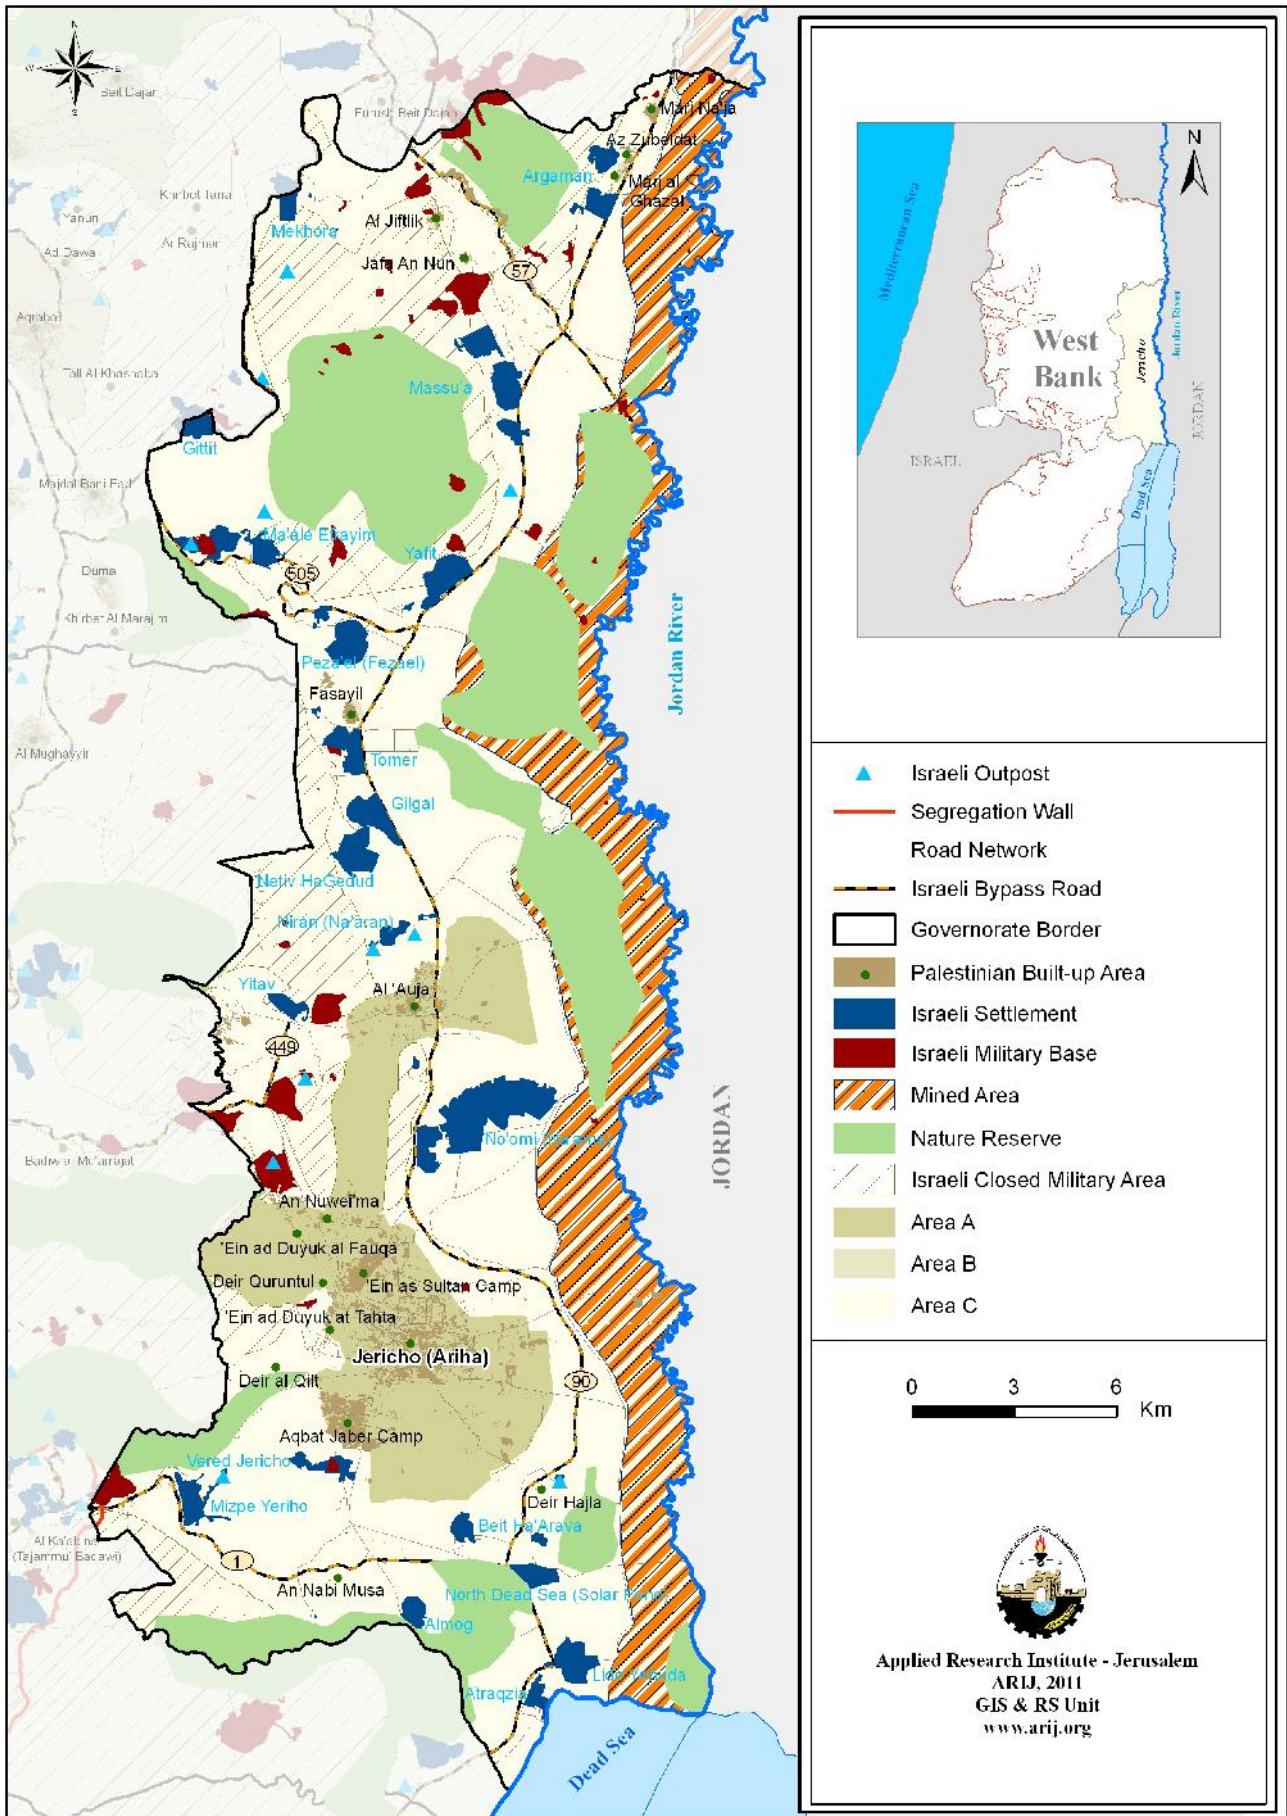 N
W
E
S
Beit Dajan
Furush Beit Dajan
Marj Na'ja
Az Zubeidat
Argaman
Marj al
Ghazal
Khirbet Tana
Yanun
Mekhora
Al Jiftlik
Ar Rajman
Ad Dawa
Jafa An Nun
57
Aqraba
Tall Al Khashaba
Massu'a
Gittit
Majdal Bani Fadl
Ma'ale Efrayim
Yafit
505
Duma
Khirbet Al Marajim
Peza'el (Fezael)
Fasayil
Jordan River
Al Mughayyir
Tomer
Gilgal
Netiv HaGedud
Niran (Na'aran)
Yitav
Al 'Auja
449
No'omi (Na'ama)
JORDAN
Badiw al Mu'arrajat
An Nuwei'ma
'Ein ad Duyuk al Fauqa
Deir Quruntul
'Ein as Sultan Camp
'Ein ad Duyuk at Tahta
Jericho (Ariha)
Deir al Qilt
90
Aqbat Jaber Camp
Vered Jericho
Mizpe Yeriho
Deir Hajla
Beit Ha'Arava
Al Ka'abina
(Tajammu' Badawi)
1
An Nabi Musa
North Dead Sea (Solar Pond)
Almog
Lido Yehuda
Atraqzia
Dead Sea
N
Mediterranean Sea
West
Bank
Jericho
Jordan River
JORDAN
ISRAEL
Dead Sea
Israeli Outpost
Segregation Wall
Road Network
Israeli Bypass Road
Governorate Border
Palestinian Built-up Area
Israeli Settlement
Israeli Military Base
Mined Area
Nature Reserve
Israeli Closed Military Area
Area A
Area B
Area C
0 3 6
Km
Applied Research Institute - Jerusalem
ARIJ, 2011
GIS & RS Unit
www.arij.org